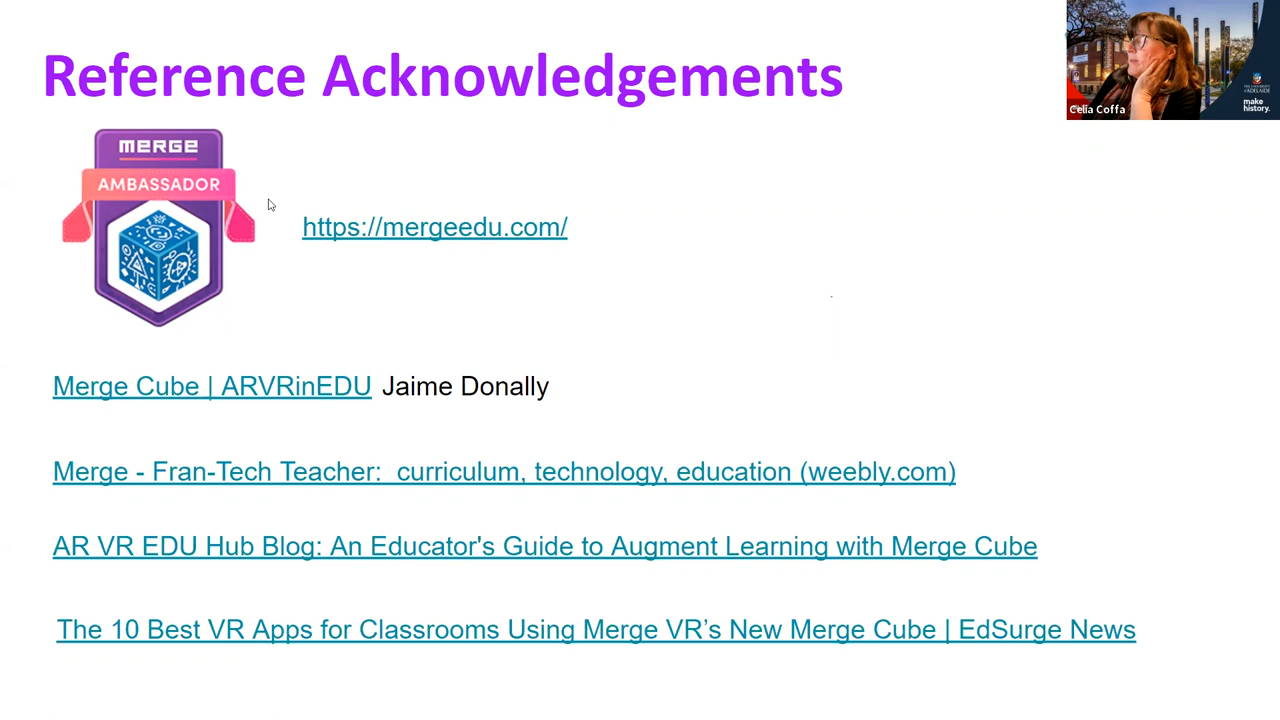 Reference Acknowledgements
Celia Coffa
make
history.
MERGE
AMBASSADOR
https://mergeedu.com/
Merge Cube | ARVRinEDU Jaime Donally
Merge - Fran-Tech Teacher:  curriculum, technology, education (weebly.com)
AR VR EDU Hub Blog: An Educator's Guide to Augment Learning with Merge Cube
The 10 Best VR Apps for Classrooms Using Merge VR’s New Merge Cube | EdSurge News